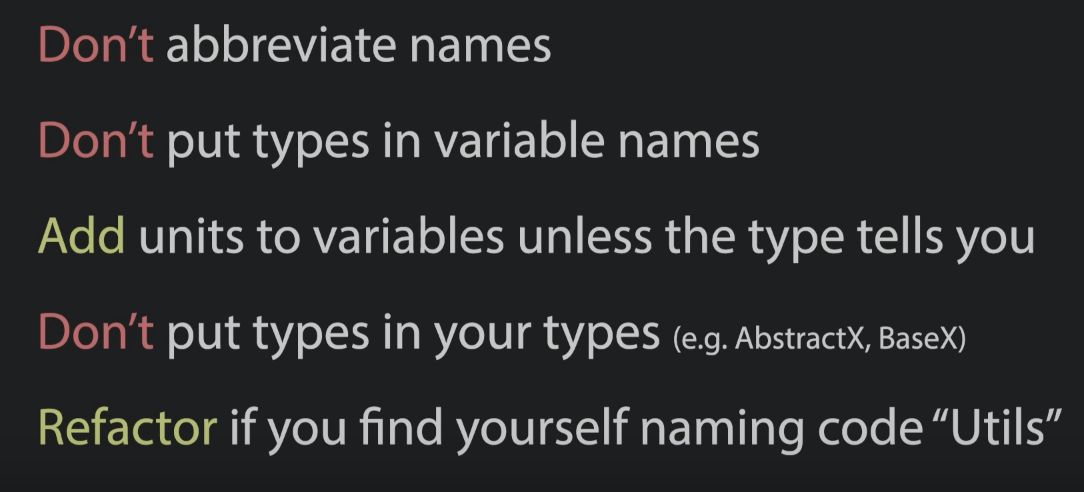 Don’t abbreviate names
Don’t put types in variable names
Add units to variables unless the type tells you
Don’t put types in your types (e.g. AbstractX, BaseX)
Refactor if you find yourself naming code “Utils”